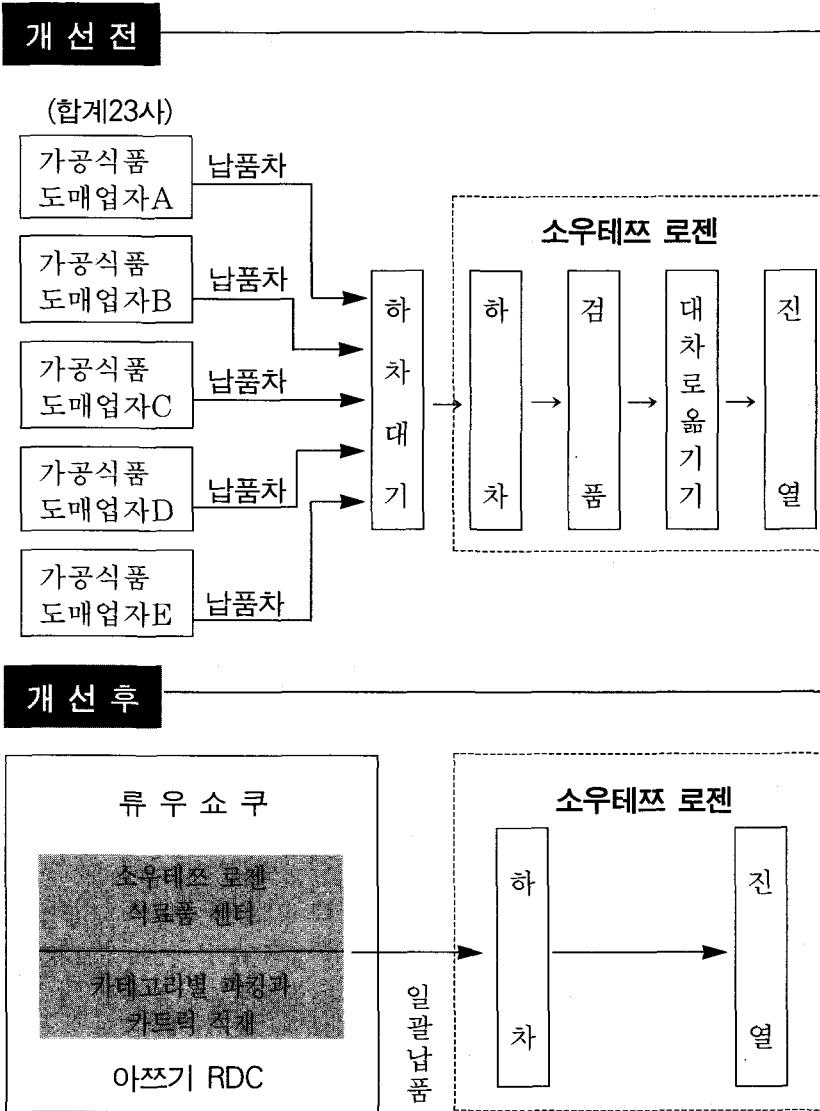 개 선 전
(합계23사)
가공식품
도매업자A
납품차
가공식품
도매업자B
납품차
가공식품
도매업자C
납품차
가공식품
도매업자D
납품차
가공식품
도매업자E
납품차
하차대기
소우테쯔 로젠
하차
→
검품
→
대차로옮기기
→
진열
개 선 후
류 우 쇼 쿠
소우테쯔 로젠
식료품 센터
카테고리별 파킹과
카트럭 적재
아쯔기 RDC
일괄납품
소우테쯔 로젠
하차
진열